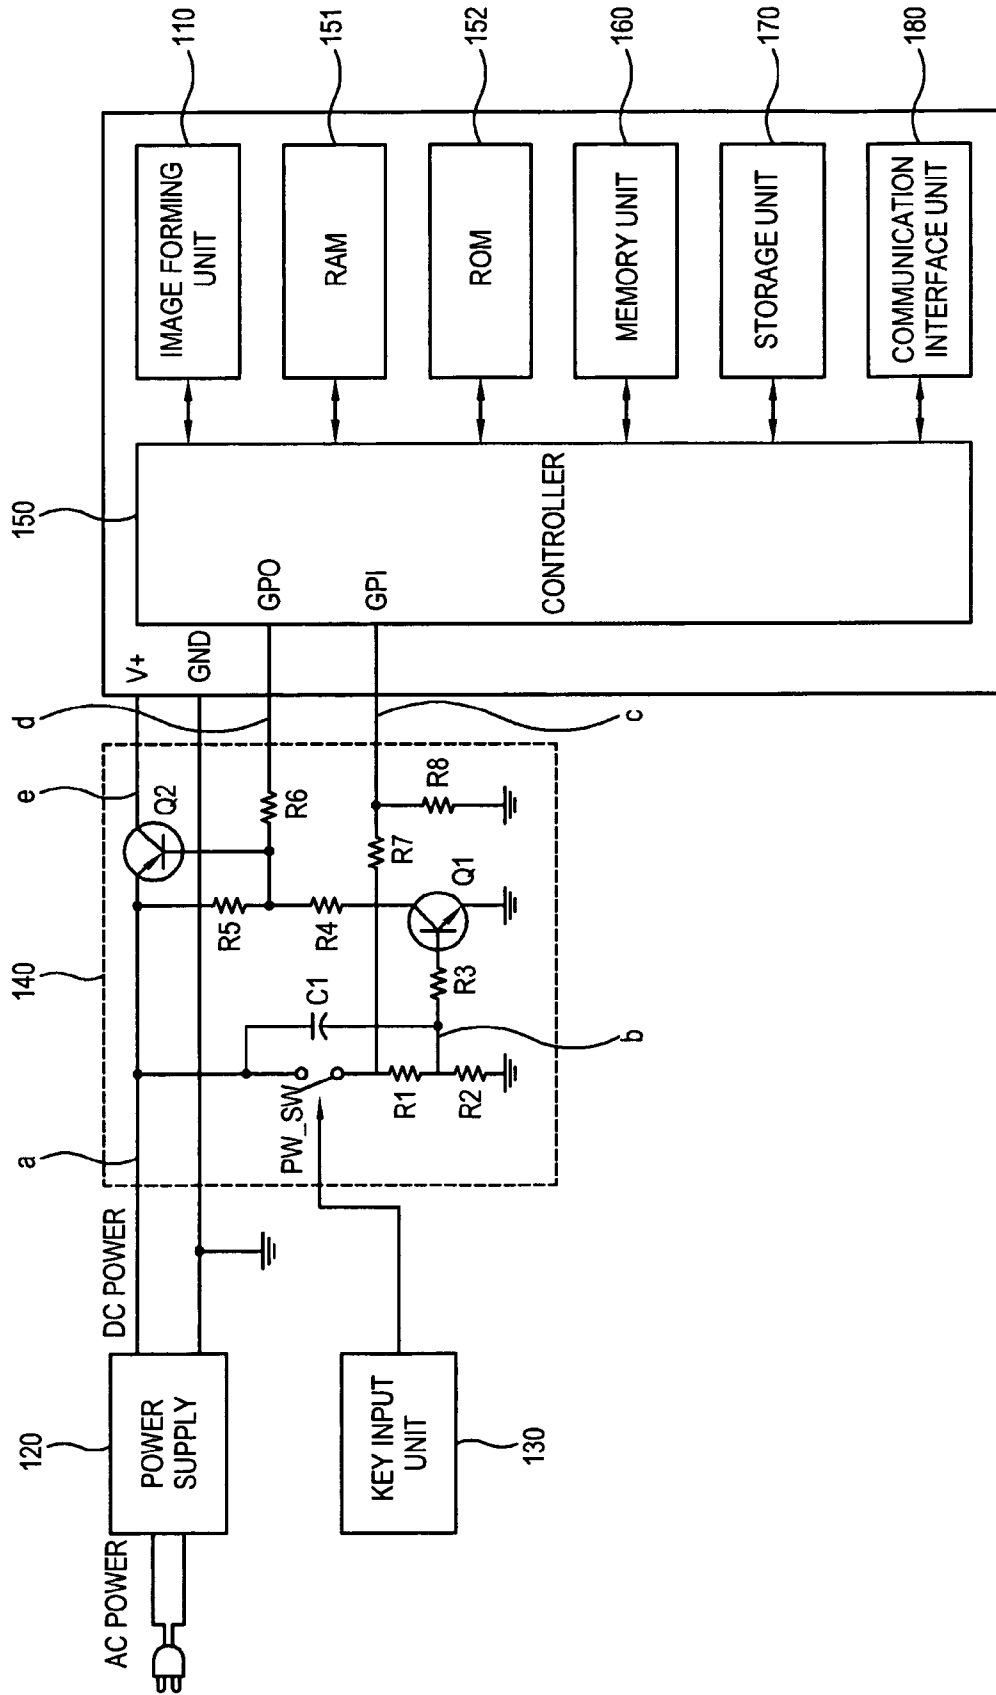 AC POWER
120
POWER
SUPPLY
DC POWER
KEY INPUT
UNIT
130
a
140
PW_SW
C1
R1
R2
b
R3
Q1
R4
R5
R6
R7
R8
Q2
e
d
c
V+
GND
150
GPO
GPI
CONTROLLER
IMAGE FORMING
UNIT
110
RAM
151
ROM
152
MEMORY UNIT
160
STORAGE UNIT
170
COMMUNICATION
INTERFACE UNIT
180